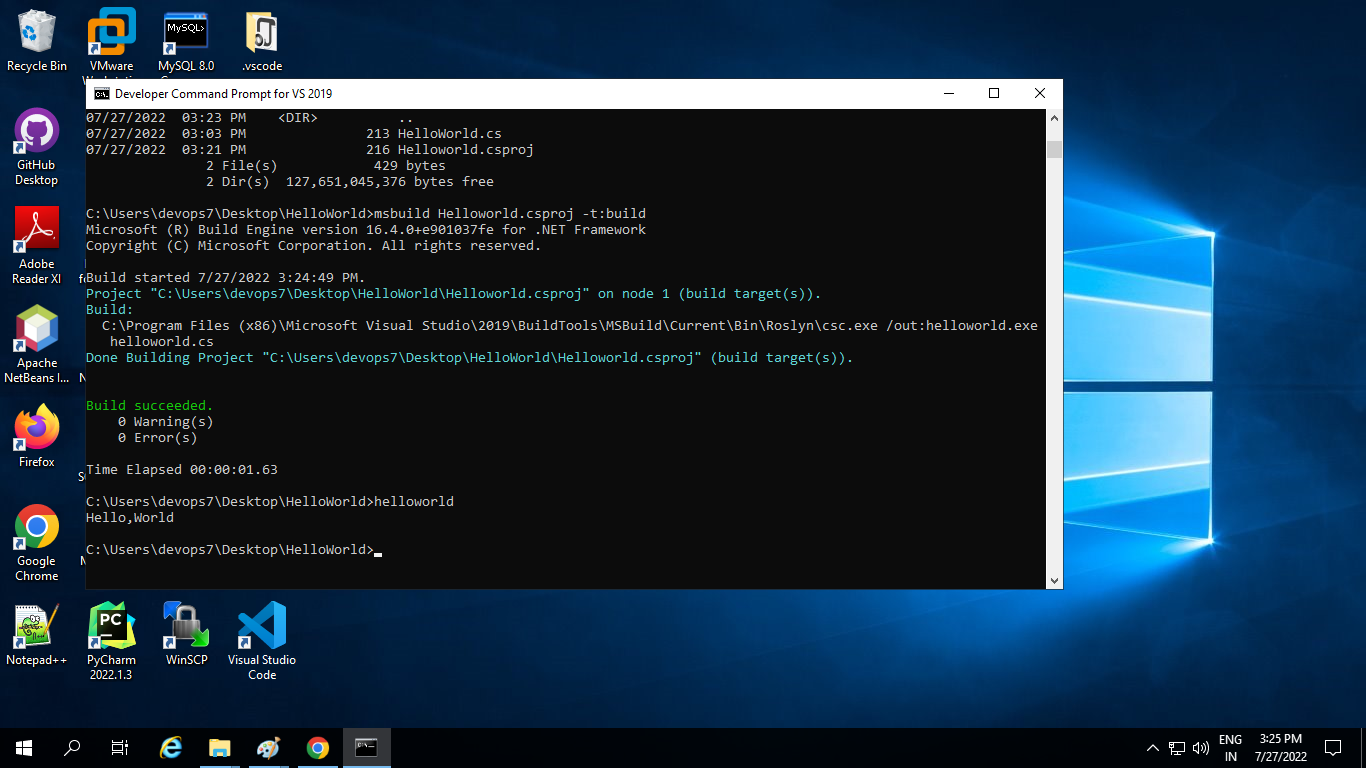 Recycle Bin
VMware
MySQL>
MySQL 8.0
.vscode
Developer Command Prompt for VS 2019
07/27/2022  03:23 PM    <DIR>          ..
07/27/2022  03:03 PM               213 HelloWorld.cs
07/27/2022  03:21 PM               216 Helloworld.csproj
               2 File(s)            429 bytes
               2 Dir(s)  127,651,045,376 bytes free
C:\Users\devops7\Desktop\HelloWorld>msbuild Helloworld.csproj -t:build
Microsoft (R) Build Engine version 16.4.0+e901037fe for .NET Framework
Copyright (C) Microsoft Corporation. All rights reserved.
Build started 7/27/2022 3:24:49 PM.
Project "C:\Users\devops7\Desktop\HelloWorld\Helloworld.csproj" on node 1 (build target(s)).
Build:
  C:\Program Files (x86)\Microsoft Visual Studio\2019\BuildTools\MSBuild\Current\Bin\Roslyn\csc.exe /out:helloworld.exe
   helloworld.cs
Done Building Project "C:\Users\devops7\Desktop\HelloWorld\Helloworld.csproj" (build target(s)).
Build succeeded.
    0 Warning(s)
    0 Error(s)
Time Elapsed 00:00:01.63
C:\Users\devops7\Desktop\HelloWorld>helloworld
Hello,World
C:\Users\devops7\Desktop\HelloWorld>
GitHub
Desktop
Adobe
Reader XI
Apache
NetBeans I...
Firefox
Google
Chrome
Notepad++
PC
PyCharm
2022.1.3
WinSCP
Visual Studio
Code
ENG
IN
3:25 PM
7/27/2022